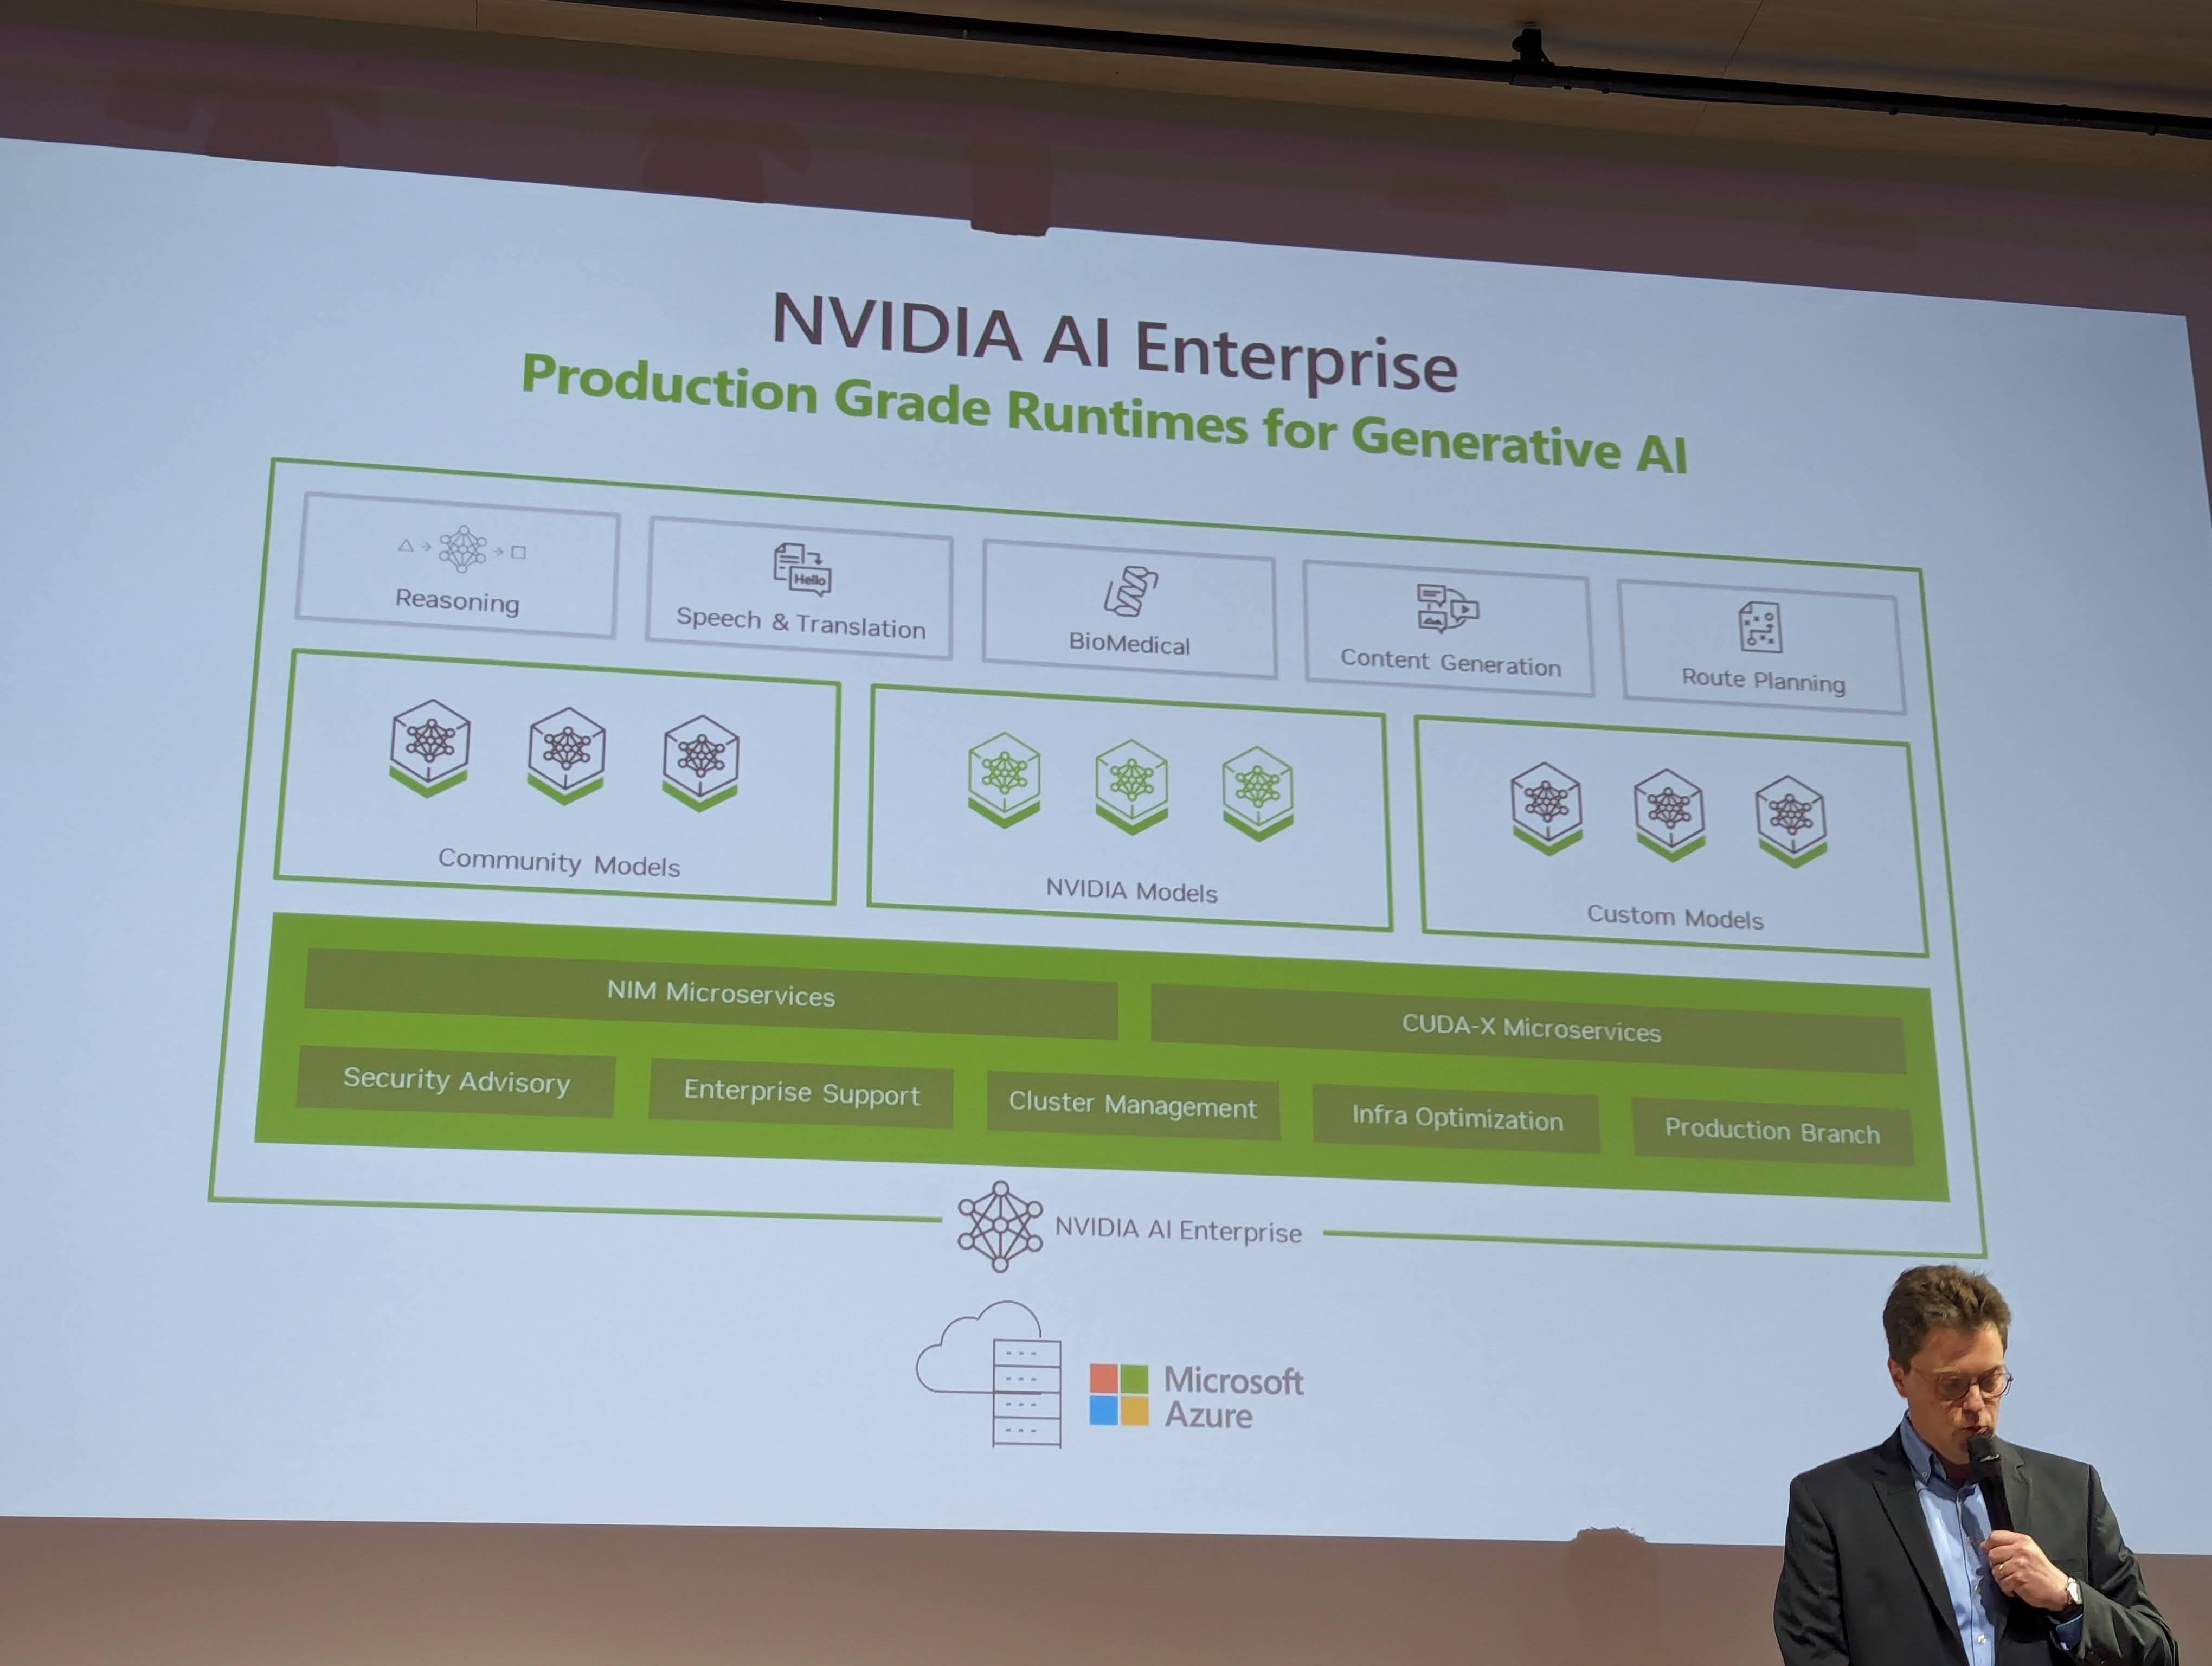 NVIDIA AI Enterprise
Production Grade Runtimes for Generative AI
Hello
Reasoning
Speech & Translation
BioMedical
Content Generation
Route Planning
Community Models
NVIDIA Models
Custom Models
NIM Microservices
CUDA-X Microservices
Security Advisory
Enterprise Support
Cluster Management
Infra Optimization
Production Branch
NVIDIA AI Enterprise
Microsoft
Azure